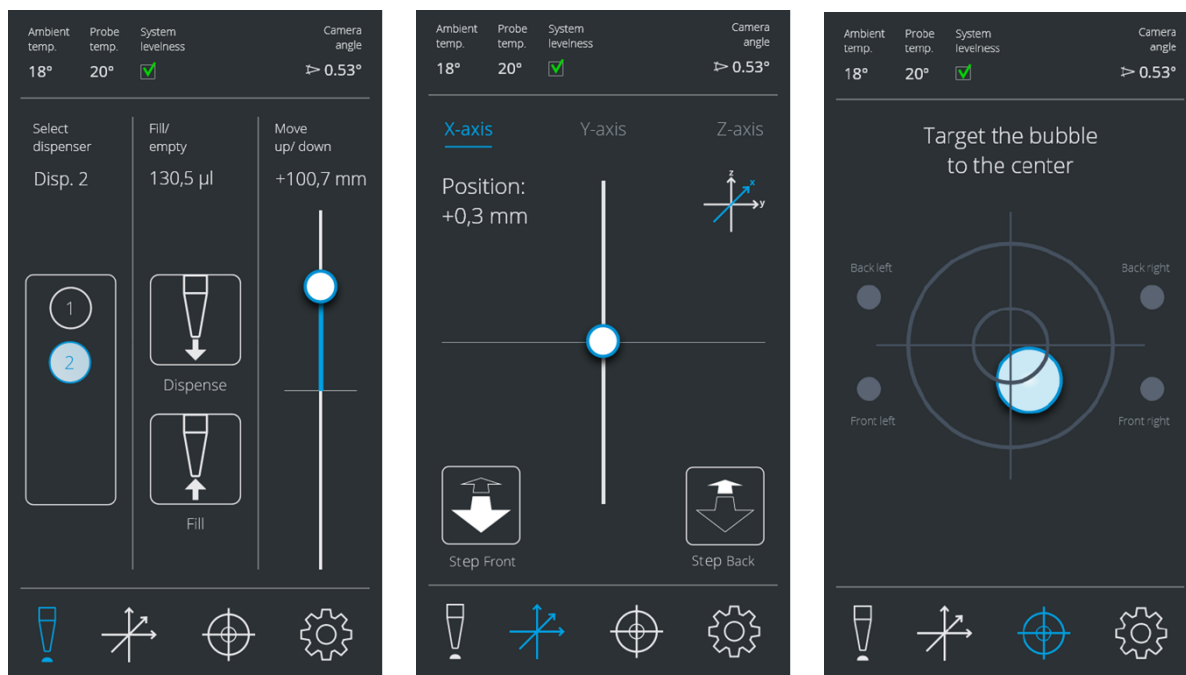 Ambient temp.
Probe temp.
System levelness
Camera angle
18°
20°
0.53°
Select dispenser
Fill/ empty
Move up/ down
Disp. 2
130,5 µl
+100,7 mm
1
2
Dispense
Fill
Ambient temp.
Probe temp.
System levelness
Camera angle
18°
20°
0.53°
X-axis
Y-axis
Z-axis
Position:
+0,3 mm
z
x
y
Step Front
Step Back
Ambient temp.
Probe temp.
System levelness
Camera angle
18°
20°
0.53°
Target the bubble
to the center
Back left
Back right
Front left
Front right